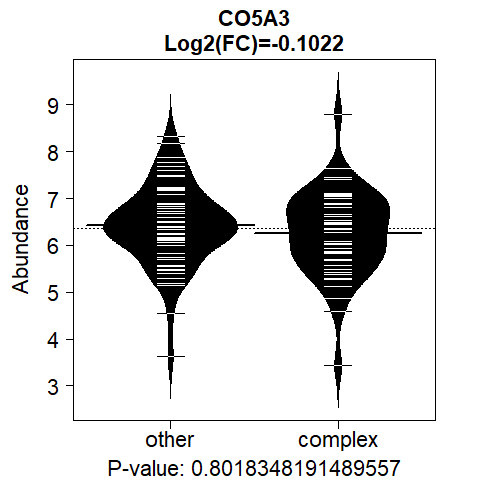 CO5A3
Log2(FC)=-0.1022
Abundance
9
8
7
6
5
4
3
other complex
P-value: 0.8018348191489557